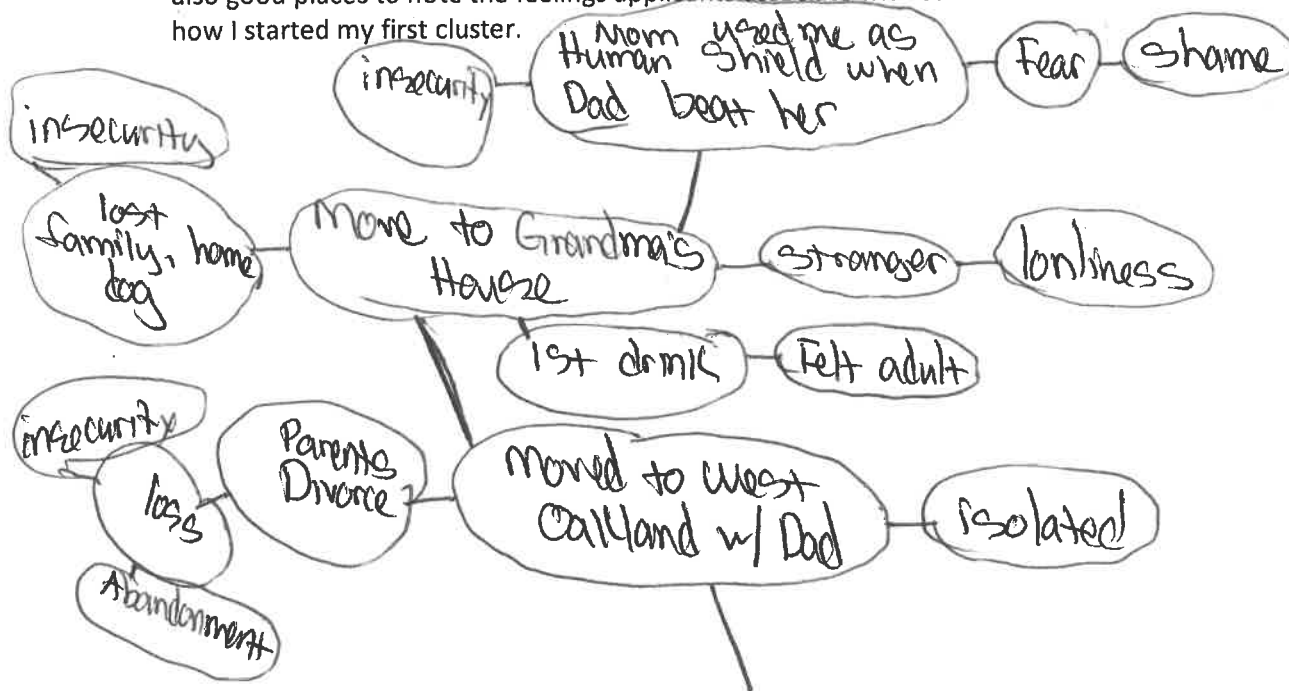 how I started my first cluster.
Mom used me as
Human Shield when
Dad beat her
insecurity
Fear
Shame
insecurity
lost
family, home
dog
Move to Grandma's
House
stranger
lonliness
1st drink
Felt adult
insecurity
loss
Abandonment
Parents
Divorce
Moved to West
Oakland w/ Dad
isolated